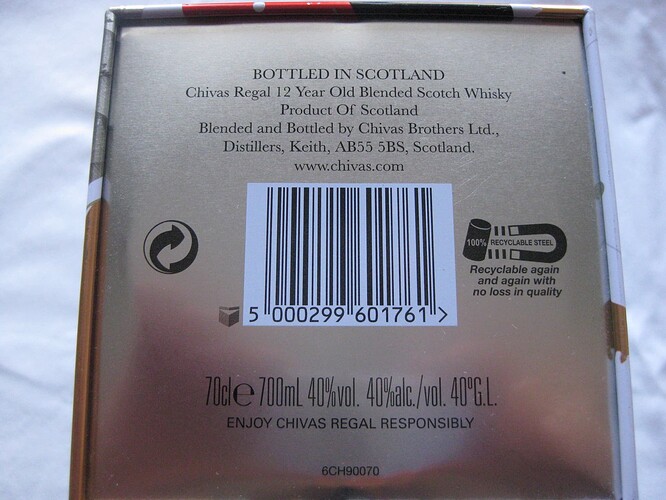 BOTTLED IN SCOTLAND
Chivas Regal 12 Year Old Blended Scotch Whisky
Product Of Scotland
Blended and Bottled by Chivas Brothers Ltd.,
Distillers, Keith, AB55 5BS, Scotland.
www.chivas.com
100% RECYCLABLE STEEL
Recyclable again
and again with
no loss in quality
5 000299 601761 >
70cl e 700mL 40%vol. 40%alc./vol. 40ºG.L.
ENJOY CHIVAS REGAL RESPONSIBLY
6CH90070